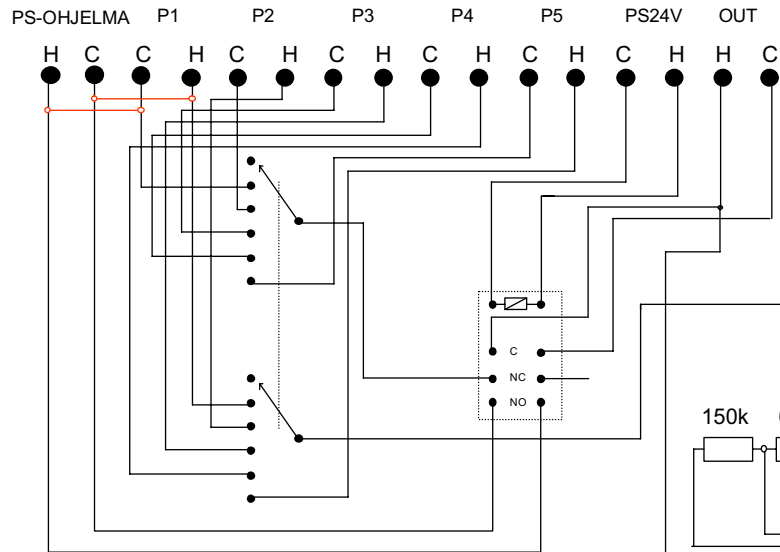 PS-OHJELMA P1 P2 P3 P4 P5 PS24V OUT
H C C H C H C H C H C H C H H C
C
NC
NO
150k